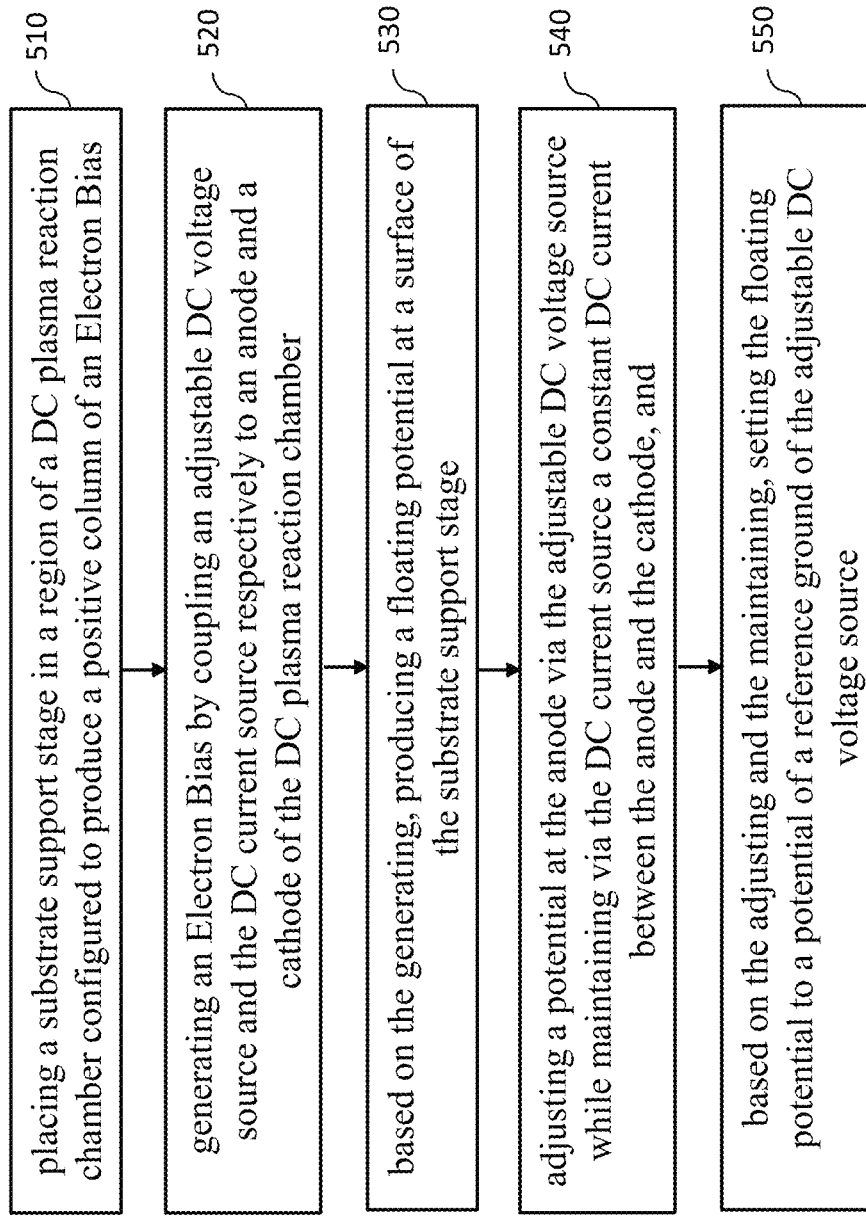 placing a substrate support stage in a region of a DC plasma reaction
chamber configured to produce a positive column of an Electron Bias
510
generating an Electron Bias by coupling an adjustable DC voltage
source and the DC current source respectively to an anode and a
cathode of the DC plasma reaction chamber
520
based on the generating, producing a floating potential at a surface of
the substrate support stage
530
adjusting a potential at the anode via the adjustable DC voltage source
while maintaining via the DC current source a constant DC current
between the anode and the cathode, and
540
based on the adjusting and the maintaining, setting the floating
potential to a potential of a reference ground of the adjustable DC
voltage source
550